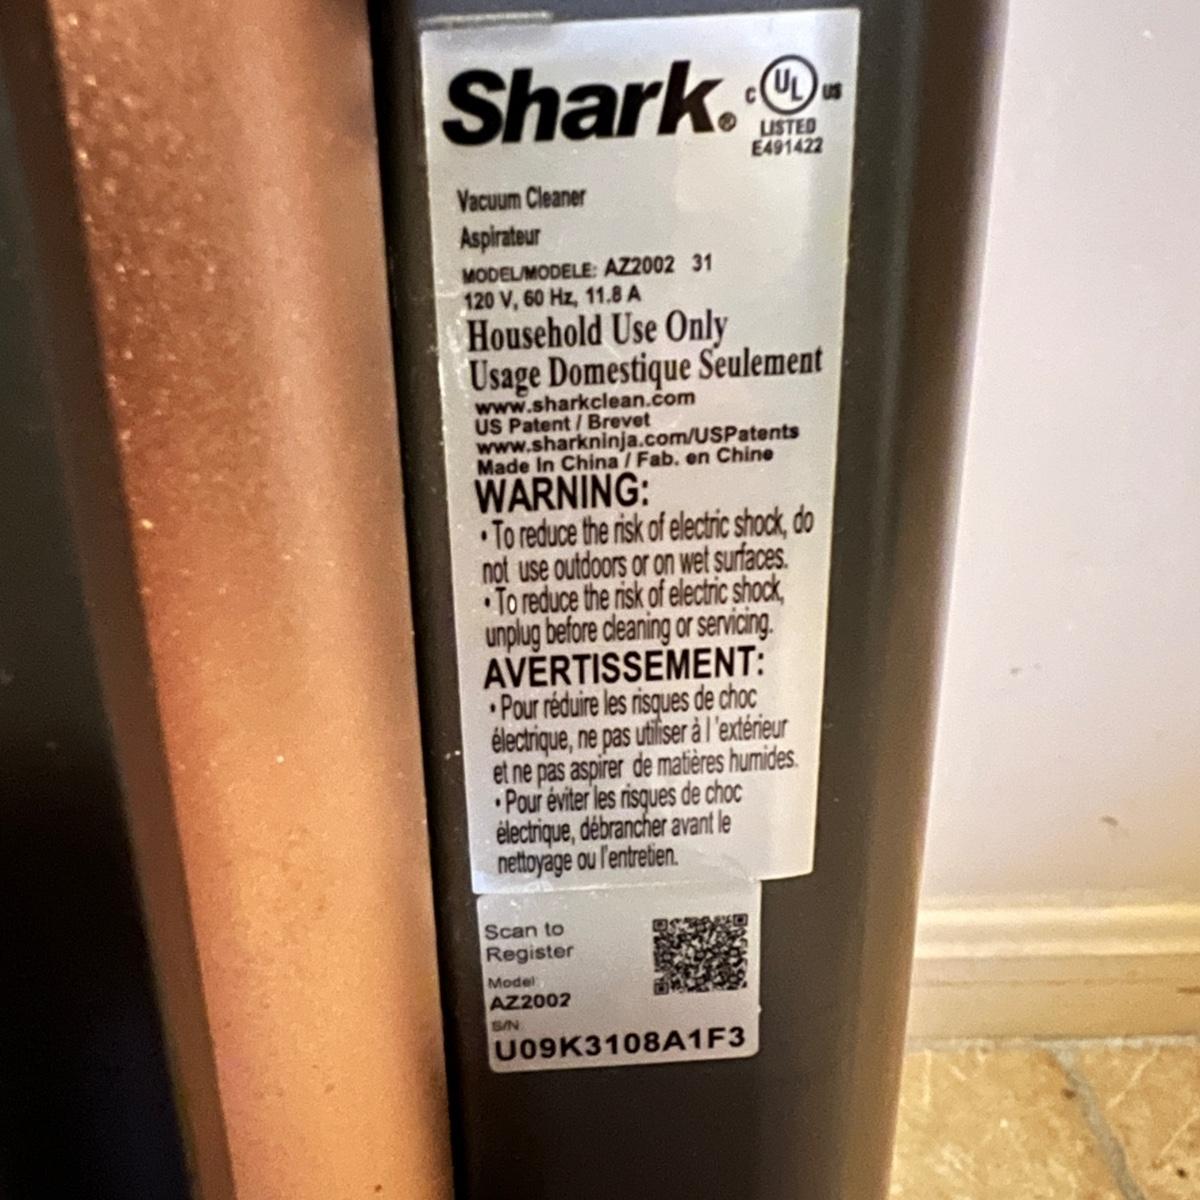 Shark®
c UL us
LISTED
E491422
Vacuum Cleaner
Aspirateur
MODEL/MODELE: AZ2002 31
120 V, 60 Hz, 11.8 A
Household Use Only
Usage Domestique Seulement
www.sharkclean.com
US Patent / Brevet
www.sharkninja.com/USPatents
Made In China / Fab. en Chine
WARNING:
• To reduce the risk of electric shock, do
not use outdoors or on wet surfaces.
• To reduce the risk of electric shock,
unplug before cleaning or servicing.
AVERTISSEMENT:
• Pour réduire les risques de choc
électrique, ne pas utiliser à l 'extérieur
et ne pas aspirer de matières humides.
• Pour éviter les risques de choc
électrique, débrancher avant le
nettoyage ou l'entretien.
Scan to
Register
Model
AZ2002
S/N
U09K3108A1F3